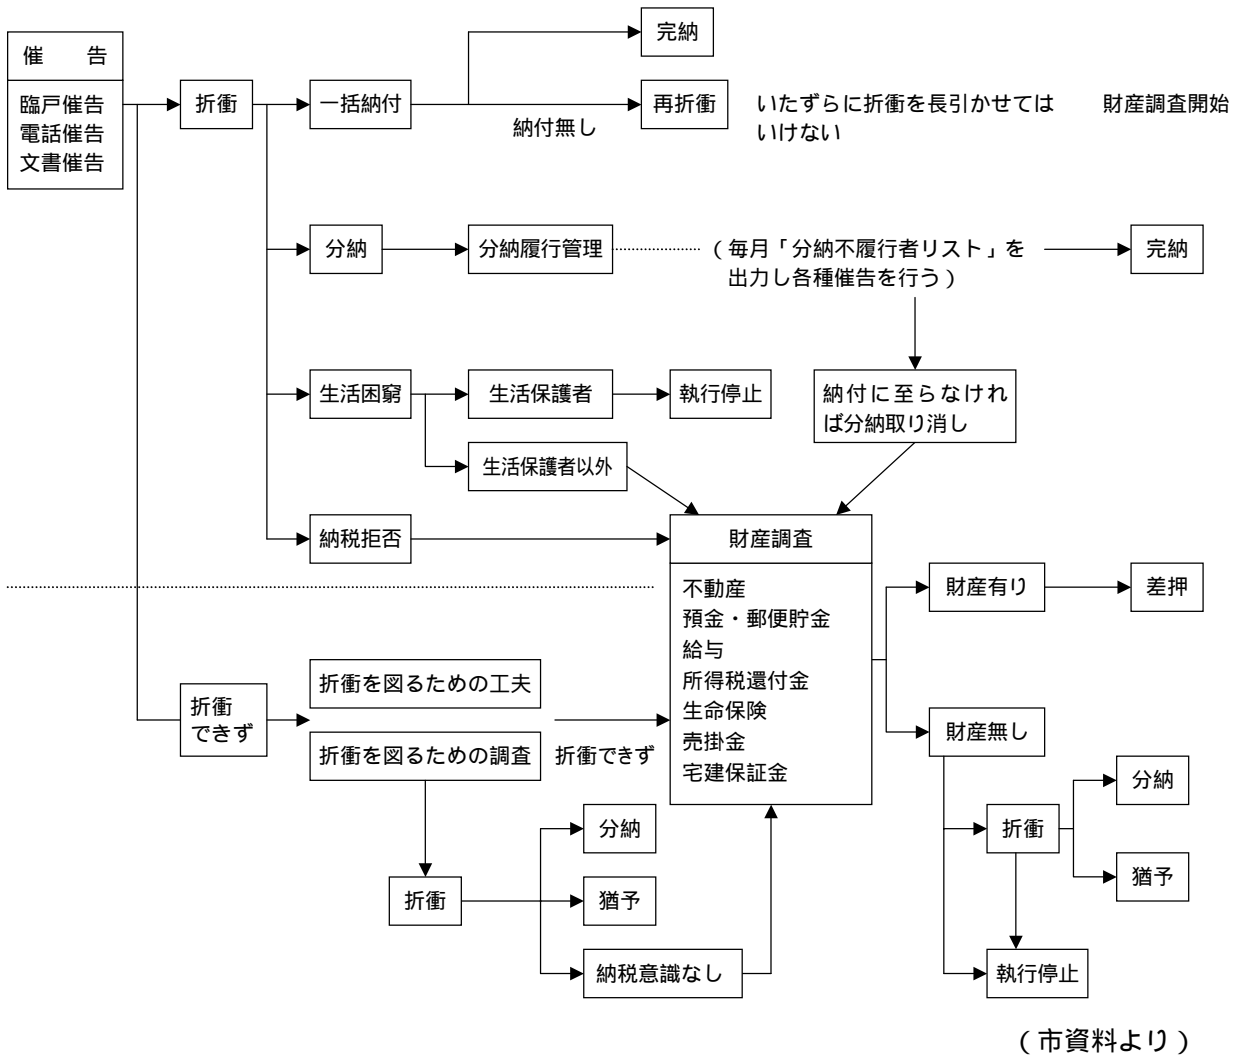 催　　告
臨戸催告
電話催告
文書催告
折衝
一括納付
完納
納付無し
再折衝
いたずらに折衝を長引かせては
いけない
財産調査開始
分納
分納履行管理
（毎月「分納不履行者リスト」を
出力し各種催告を行う）
完納
生活困窮
生活保護者
執行停止
納付に至らなけれ
ば分納取り消し
生活保護者以外
納税拒否
財産調査
不動産
預金・郵便貯金
給与
所得税還付金
生命保険
売掛金
宅建保証金
財産有り
差押
折衝
できず
折衝を図るための工夫
折衝を図るための調査
折衝できず
財産無し
分納
折衝
猶予
執行停止
折衝
分納
猶予
納税意識なし
（市資料より）